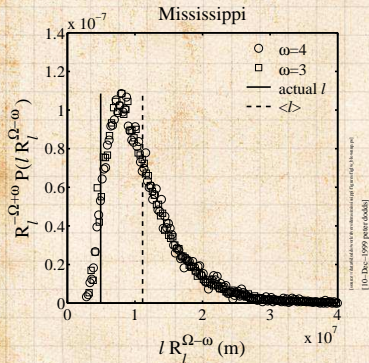 Mississippi
x 10^-7
1.4
1.2
1
0.8
0.6
0.4
0.2
0
0
1
2
3
4
x 10^7
R_l^{-Ω+ω} P(l R_l^{Ω-ω})
l R_l^{Ω-ω} (m)
ω=4
ω=3
actual l
<l>
[10-Dec-1999 peter dodds]